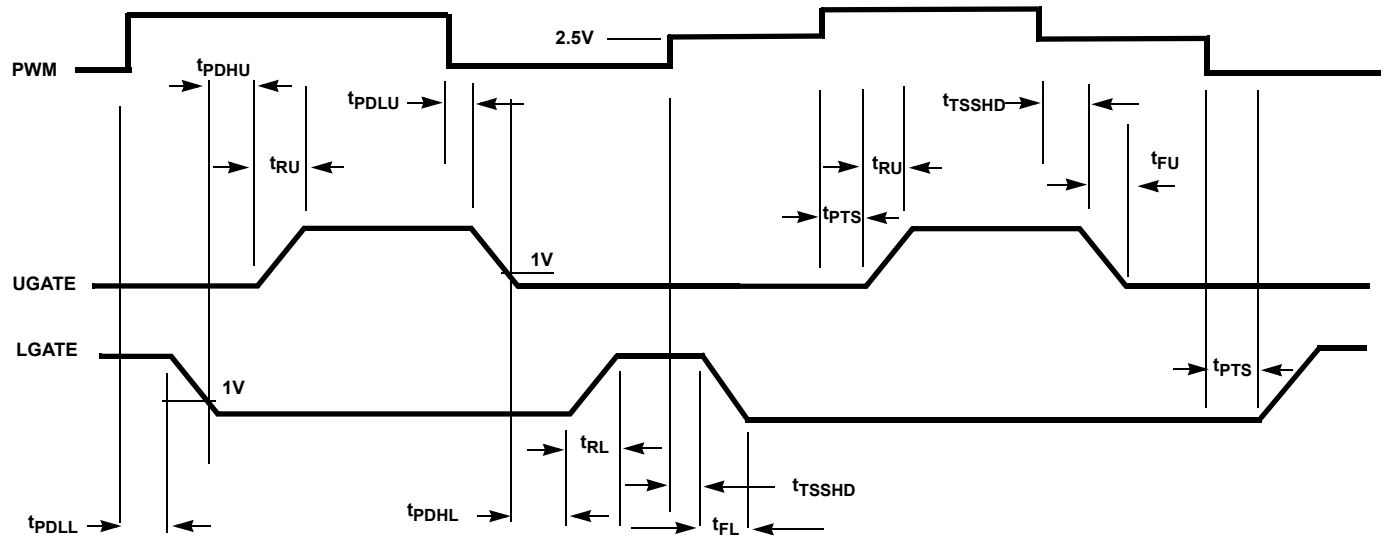 2.5V
PWM
tPDHU
tPDLU
tTSSHD
tRU
tRU
tFU
tPTS
1V
UGATE
LGATE
tPTS
1V
tRL
tTSSHD
tPDHL
tPDLL
tFL